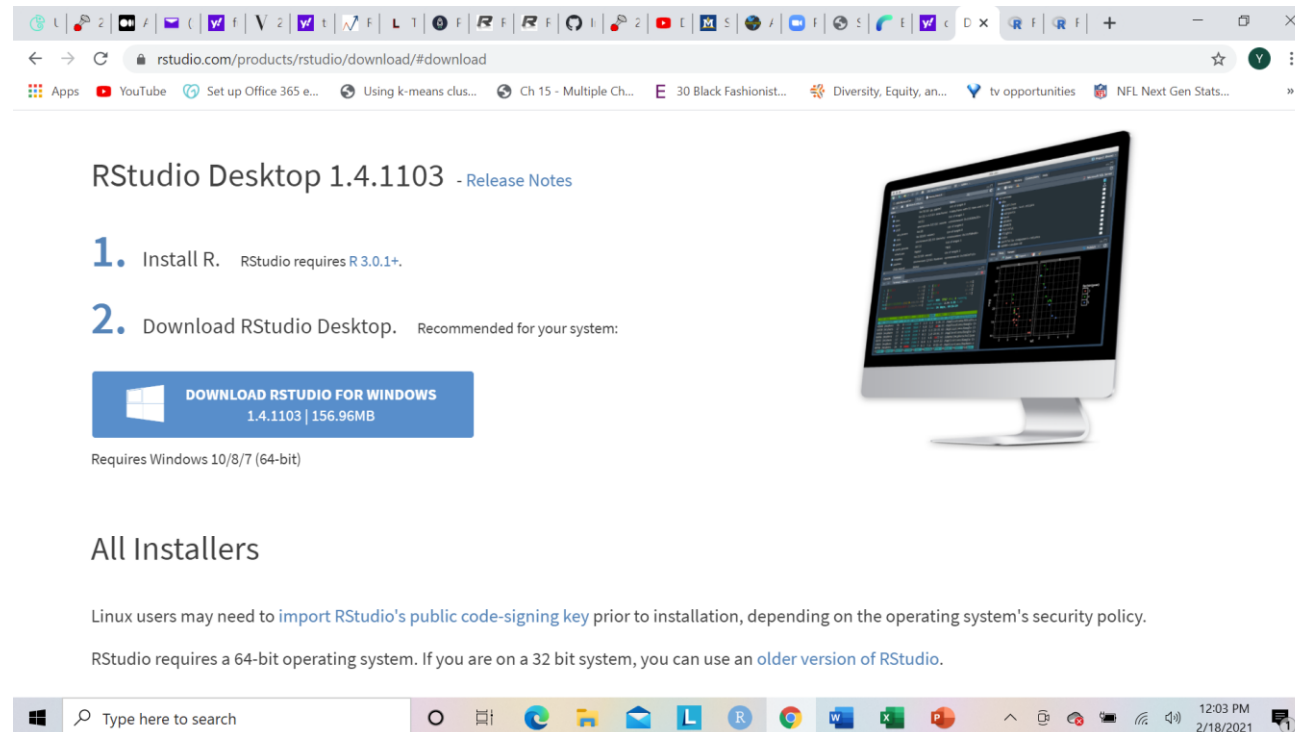 rstudio.com/products/rstudio/download/#download
Y
Apps YouTube Set up Office 365 e... Using k-means clus... Ch 15 - Multiple Ch... E 30 Black Fashionist... Diversity, Equity, an... tv opportunities NFL Next Gen Stats... »
RStudio Desktop 1.4.1103 - Release Notes
1. Install R. RStudio requires R 3.0.1+.
2. Download RStudio Desktop. Recommended for your system:
DOWNLOAD RSTUDIO FOR WINDOWS
1.4.1103 | 156.96MB
Requires Windows 10/8/7 (64-bit)
All Installers
Linux users may need to import RStudio's public code-signing key prior to installation, depending on the operating system's security policy.
RStudio requires a 64-bit operating system. If you are on a 32 bit system, you can use an older version of RStudio.
Type here to search
12:03 PM
2/18/2021